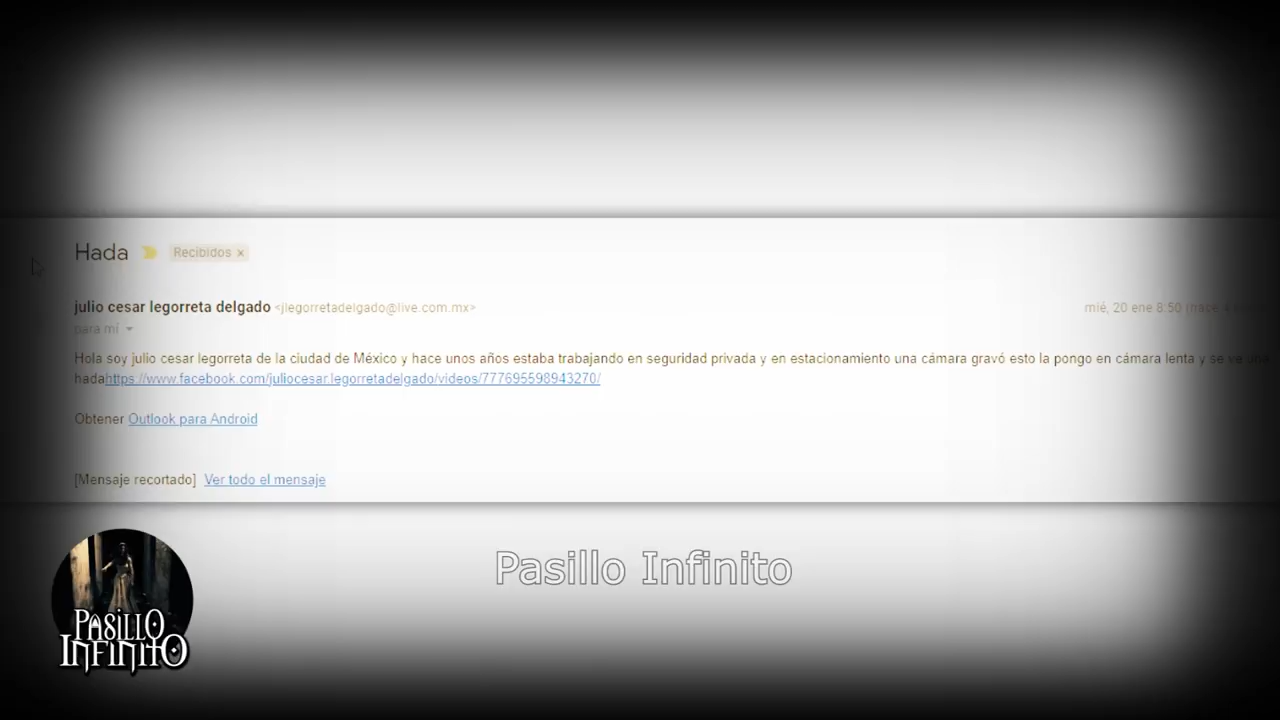 Hada
Recibidos x
julio cesar legorreta delgado <jlegorretadelgado@live.com.mx>
mié, 20 ene 8:50 (hace 4
para mí
Hola soy julio cesar legorreta de la ciudad de México y hace unos años estaba trabajando en seguridad privada y en estacionamiento una cámara gravó esto la pongo en cámara lenta y se ve una
hadahttps://www.facebook.com/juliocesar.legorretadelgado/videos/777695598943270/
Obtener Outlook para Android
[Mensaje recortado] Ver todo el mensaje
Pasillo Infinito
PASILLO
INFINITO